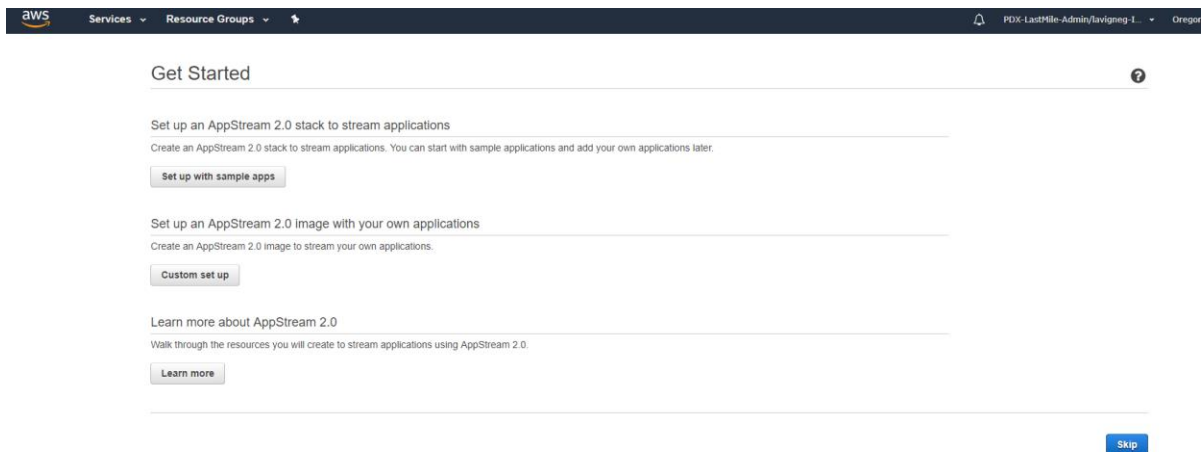 aws Services Resource Groups PDX-LastMile-Admin/lavigneg-I... Oregon
Get Started
Set up an AppStream 2.0 stack to stream applications
Create an AppStream 2.0 stack to stream applications. You can start with sample applications and add your own applications later.
Set up with sample apps
Set up an AppStream 2.0 image with your own applications
Create an AppStream 2.0 image to stream your own applications.
Custom set up
Learn more about AppStream 2.0
Walk through the resources you will create to stream applications using AppStream 2.0.
Learn more
Skip